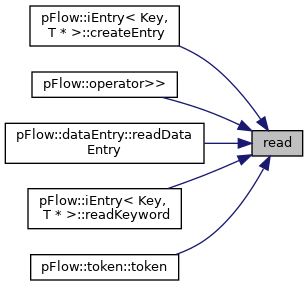 pFlow::iEntry< Key,
T * >::createEntry
pFlow::operator>>
pFlow::dataEntry::readData
Entry
read
pFlow::iEntry< Key,
T * >::readKeyword
pFlow::token::token